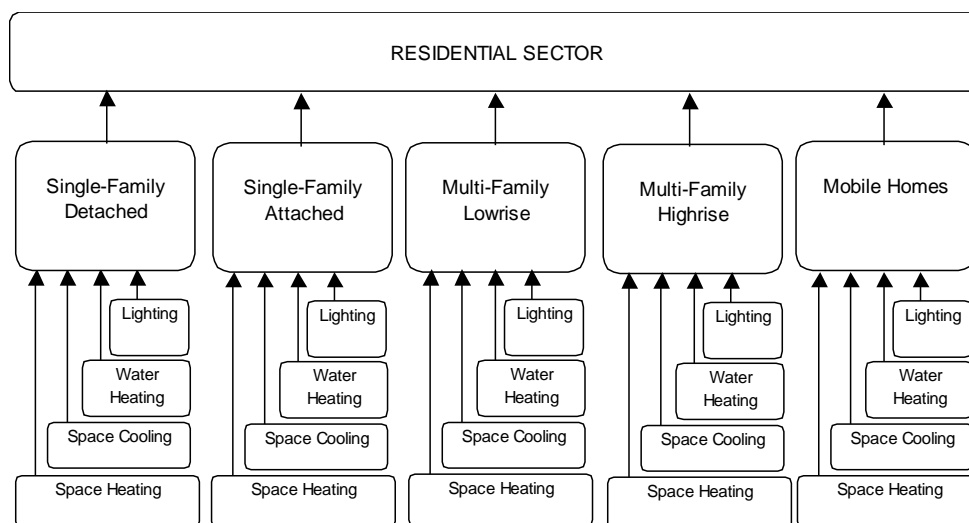 RESIDENTIAL SECTOR
Single-Family
Detached
Single-Family
Attached
Multi-Family
Lowrise
Multi-Family
Highrise
Mobile Homes
Lighting
Lighting
Lighting
Lighting
Lighting
Water
Heating
Water
Heating
Water
Heating
Water
Heating
Water
Heating
Space Cooling
Space Cooling
Space Cooling
Space Cooling
Space Cooling
Space Heating
Space Heating
Space Heating
Space Heating
Space Heating